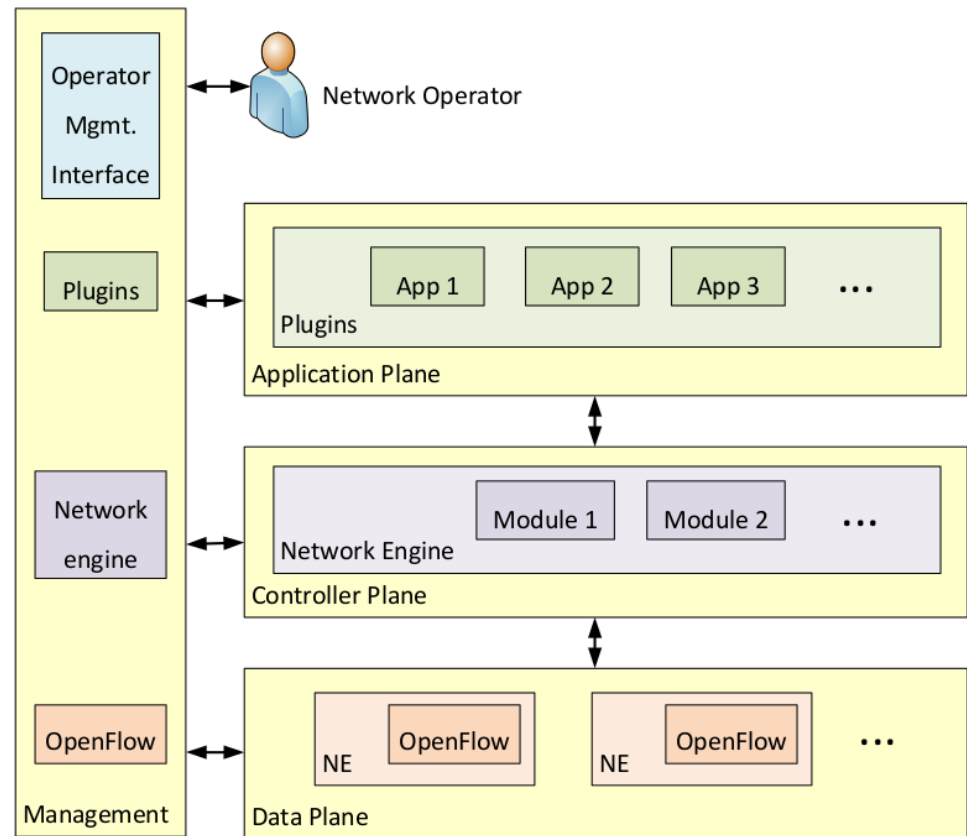 Operator
Mgmt.
Interface
Network Operator
Plugins
App 1
App 2
App 3
...
Plugins
Application Plane
Network
engine
Module 1
Module 2
...
Network Engine
Controller Plane
OpenFlow
OpenFlow
NE
OpenFlow
NE
...
Management
Data Plane